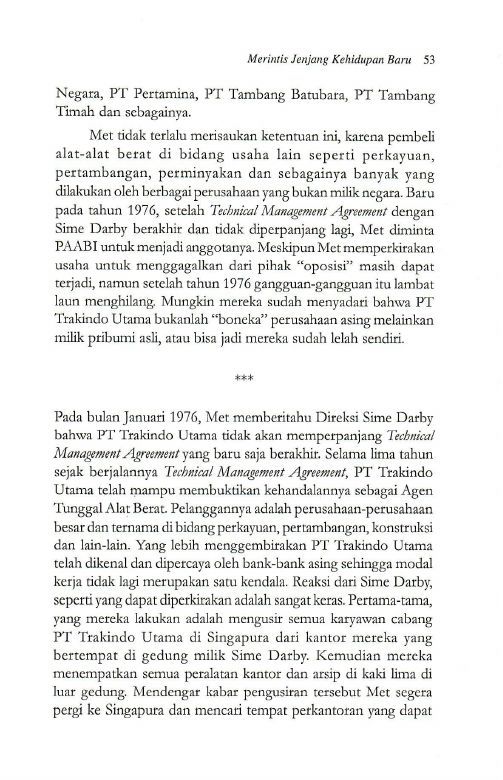 Merintis Jenjang Kehidupan Baru 53
Negara, PT Pertamina, PT Tambang Batubara, PT Tambang
Timah dan sebagainya.
Met tidak terlalu merisaukan ketentuan ini, karena pembeli
alat-alat berat di bidang usaha lain seperti perkayuan,
pertambangan, perminyakan dan sebagainya banyak yang
dilakukan oleh berbagai perusahaan yang bukan milik negara. Baru
pada tahun 1976, setelah Technical Management Agreement dengan
Sime Darby berakhir dan tidak diperpanjang lagi, Met diminta
PAABI untuk menjadi anggotanya. Meskipun Met memperkirakan
usaha untuk menggagalkan dari pihak “oposisi” masih dapat
terjadi, namun setelah tahun 1976 gangguan-gangguan itu lambat
laun menghilang. Mungkin mereka sudah menyadari bahwa PT
Trakindo Utama bukanlah “boneka” perusahaan asing melainkan
milik pribumi asli, atau bisa jadi mereka sudah lelah sendiri.
***
Pada bulan Januari 1976, Met memberitahu Direksi Sime Darby
bahwa PT Trakindo Utama tidak akan memperpanjang Technical
Management Agreement yang baru saja berakhir. Selama lima tahun
sejak berjalannya Technical Management Agreement, PT Trakindo
Utama telah mampu membuktikan kehandalannya sebagai Agen
Tunggal Alat Berat. Pelanggannya adalah perusahaan-perusahaan
besar dan ternama di bidang perkayuan, pertambangan, konstruksi
dan lain-lain. Yang lebih menggembirakan PT Trakindo Utama
telah dikenal dan dipercaya oleh bank-bank asing sehingga modal
kerja tidak lagi merupakan satu kendala. Reaksi dari Sime Darby,
seperti yang dapat diperkirakan adalah sangat keras. Pertama-tama,
yang mereka lakukan adalah mengusir semua karyawan cabang
PT Trakindo Utama di Singapura dari kantor mereka yang
bertempat di gedung milik Sime Darby. Kemudian mereka
menempatkan semua peralatan kantor dan arsip di kaki lima di
luar gedung. Mendengar kabar pengusiran tersebut Met segera
pergi ke Singapura dan mencari tempat perkantoran yang dapat